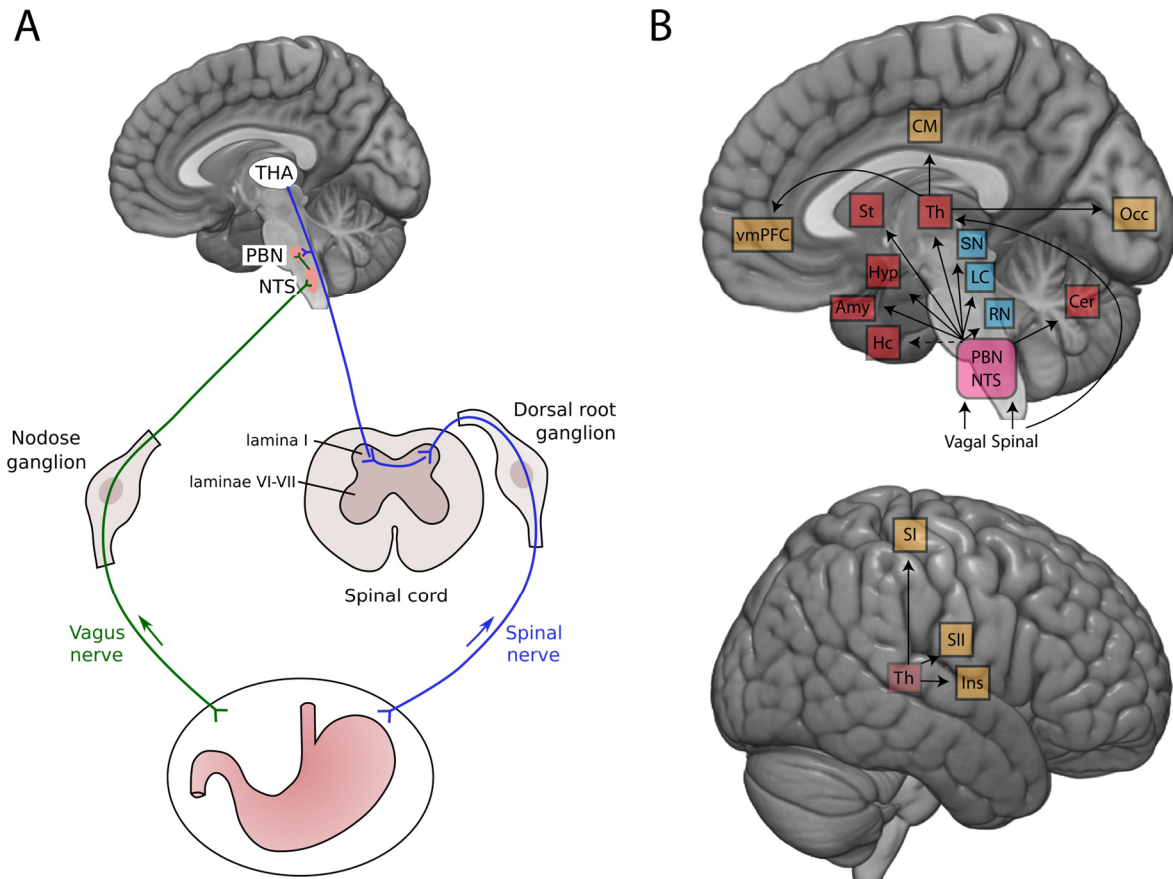 A
THA
PBN
NTS
Nodose
ganglion
lamina I
laminae VI-VII
Dorsal root
ganglion
Spinal cord
Vagus
nerve
Spinal
nerve
B
CM
St
Th
Occ
vmPFC
SN
Hyp
LC
Amy
Cer
RN
Hc
PBN
NTS
Vagal Spinal
SI
SII
Th
Ins